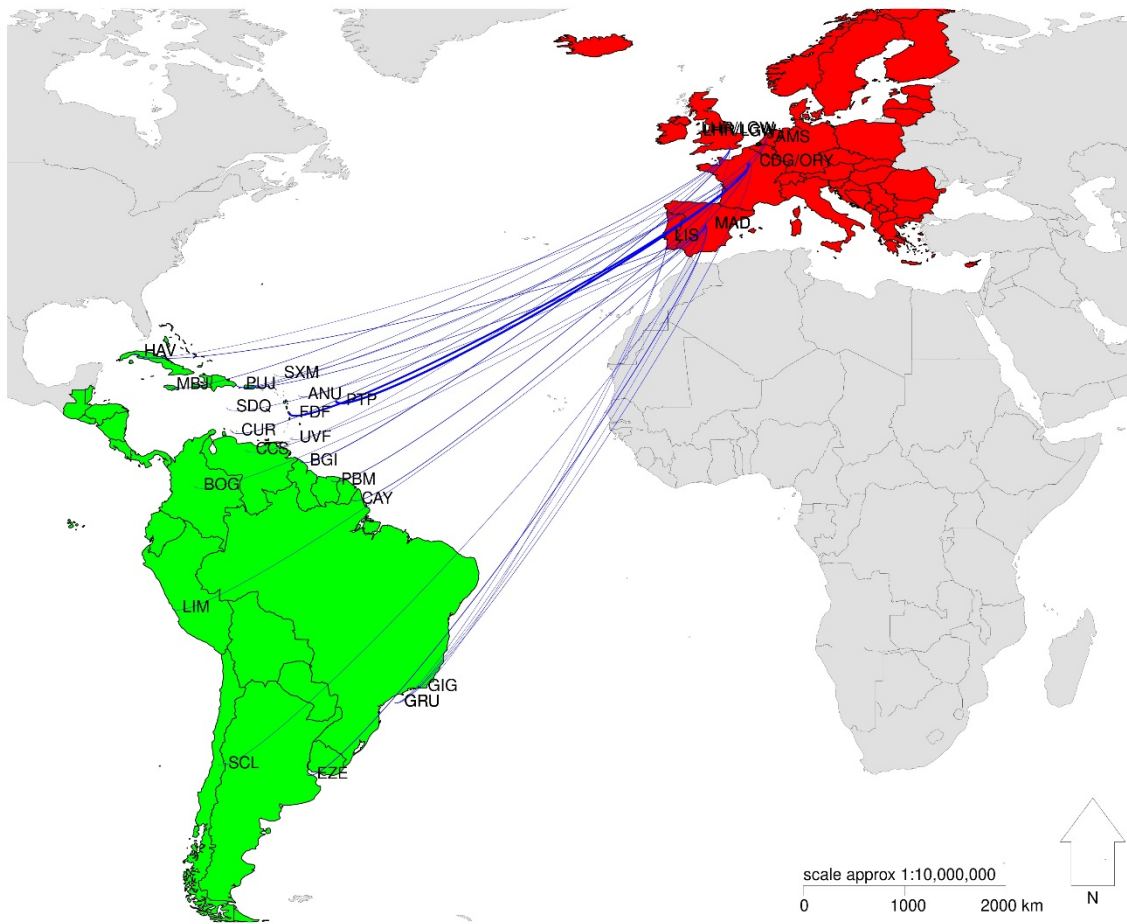 LHR/LGW
AMS
CDG/ORY
MAD
LIS
HAV
SXM
MBJ
PUJ
ANU
PTP
SDQ
FDF
CUR
UVF
CCS
BGI
BOG
PBM
CAY
LIM
GIG
GRU
SCL
EZE
scale approx 1:10,000,000
0 1000 2000 km
N